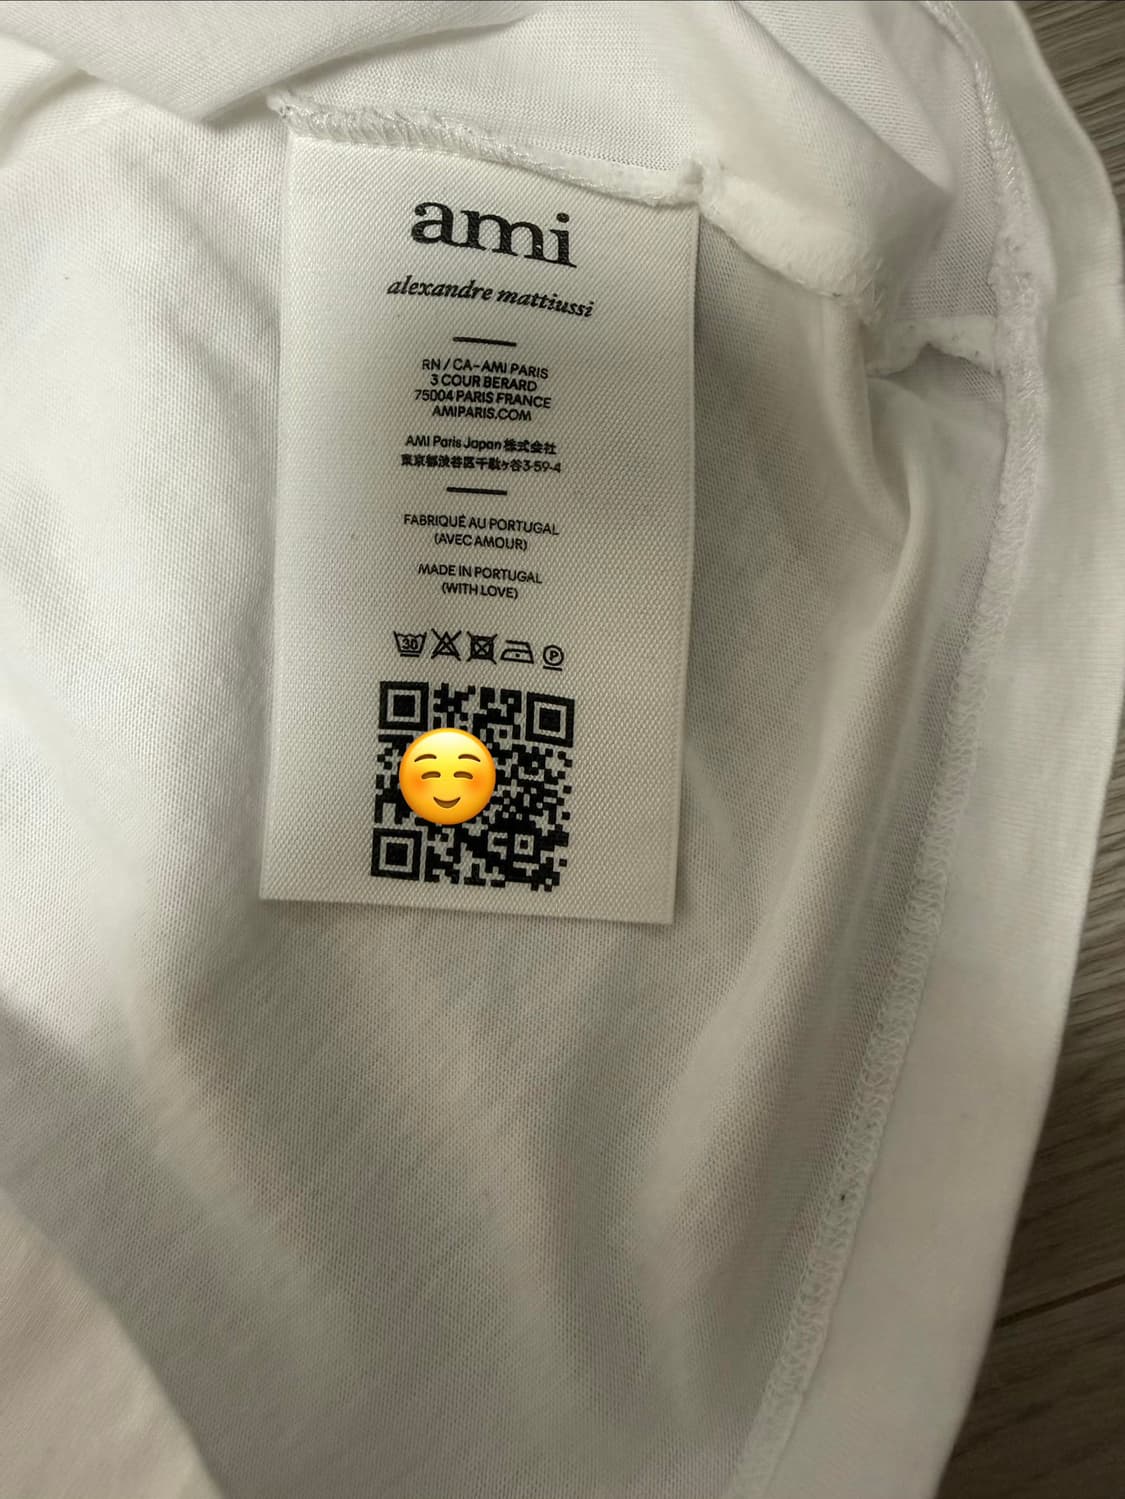 ami
alexandre mattiussi
RN / CA-AMI PARIS
3 COUR BERARD
75004 PARIS FRANCE
AMIPARIS.COM
AMI Paris Japan 株式会社
東京都渋谷区千駄ヶ谷3-59-4
FABRIQUÉ AU PORTUGAL
(AVEC AMOUR)
MADE IN PORTUGAL
(WITH LOVE)
30 P